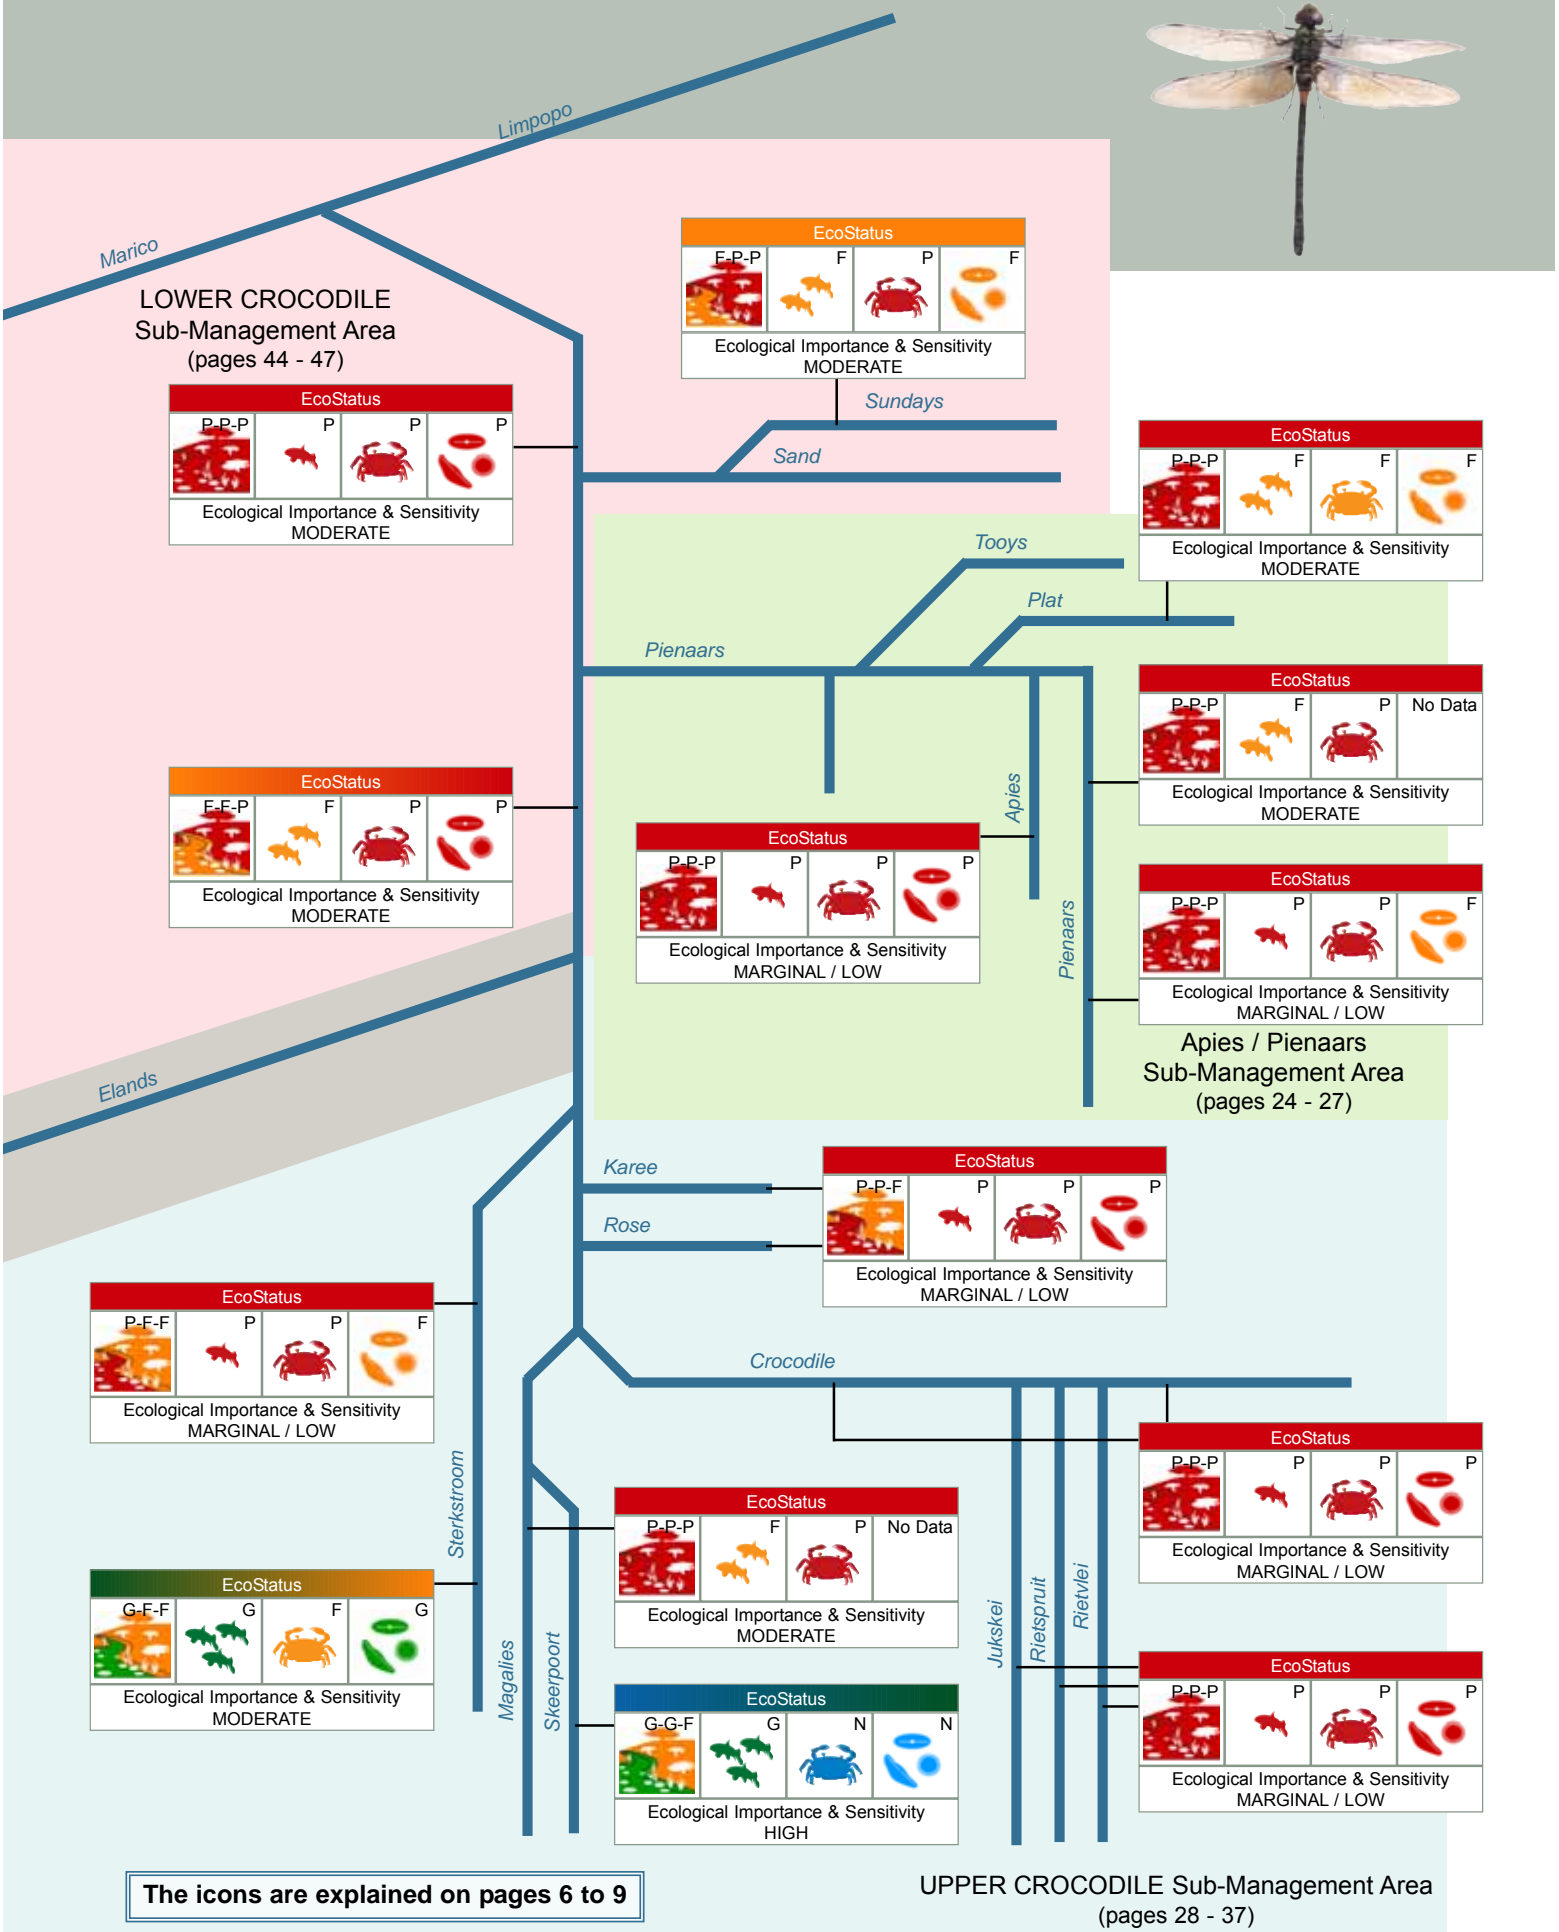 Limpopo
Marico
LOWER CROCODILE
Sub-Management Area
(pages 44 - 47)
EcoStatus
F-P-P
F
P
F
Ecological Importance & Sensitivity
MODERATE
EcoStatus
P-P-P
P
P
P
Ecological Importance & Sensitivity
MODERATE
Sundays
Sand
EcoStatus
P-P-P
F
F
F
Ecological Importance & Sensitivity
MODERATE
Tooys
Plat
Pienaars
EcoStatus
P-P-P
F
P
No Data
Ecological Importance & Sensitivity
MODERATE
EcoStatus
F-F-P
F
P
P
Ecological Importance & Sensitivity
MODERATE
Apies
EcoStatus
P-P-P
P
P
P
Ecological Importance & Sensitivity
MARGINAL / LOW
Pienaars
EcoStatus
P-P-P
P
P
F
Ecological Importance & Sensitivity
MARGINAL / LOW
Apies / Pienaars
Sub-Management Area
(pages 24 - 27)
Elands
Karee
Rose
EcoStatus
P-P-F
P
P
P
Ecological Importance & Sensitivity
MARGINAL / LOW
EcoStatus
P-F-F
P
P
F
Ecological Importance & Sensitivity
MARGINAL / LOW
Crocodile
EcoStatus
P-P-P
P
P
P
Ecological Importance & Sensitivity
MARGINAL / LOW
Sterkstroom
EcoStatus
P-P-P
F
P
No Data
Ecological Importance & Sensitivity
MODERATE
EcoStatus
G-F-F
G
F
G
Ecological Importance & Sensitivity
MODERATE
Magalies
Skeerpoort
Jukskei
Rietspruit
Rietvlei
EcoStatus
P-P-P
P
P
P
Ecological Importance & Sensitivity
MARGINAL / LOW
EcoStatus
G-G-F
G
N
N
Ecological Importance & Sensitivity
HIGH
The icons are explained on pages 6 to 9
UPPER CROCODILE Sub-Management Area
(pages 28 - 37)